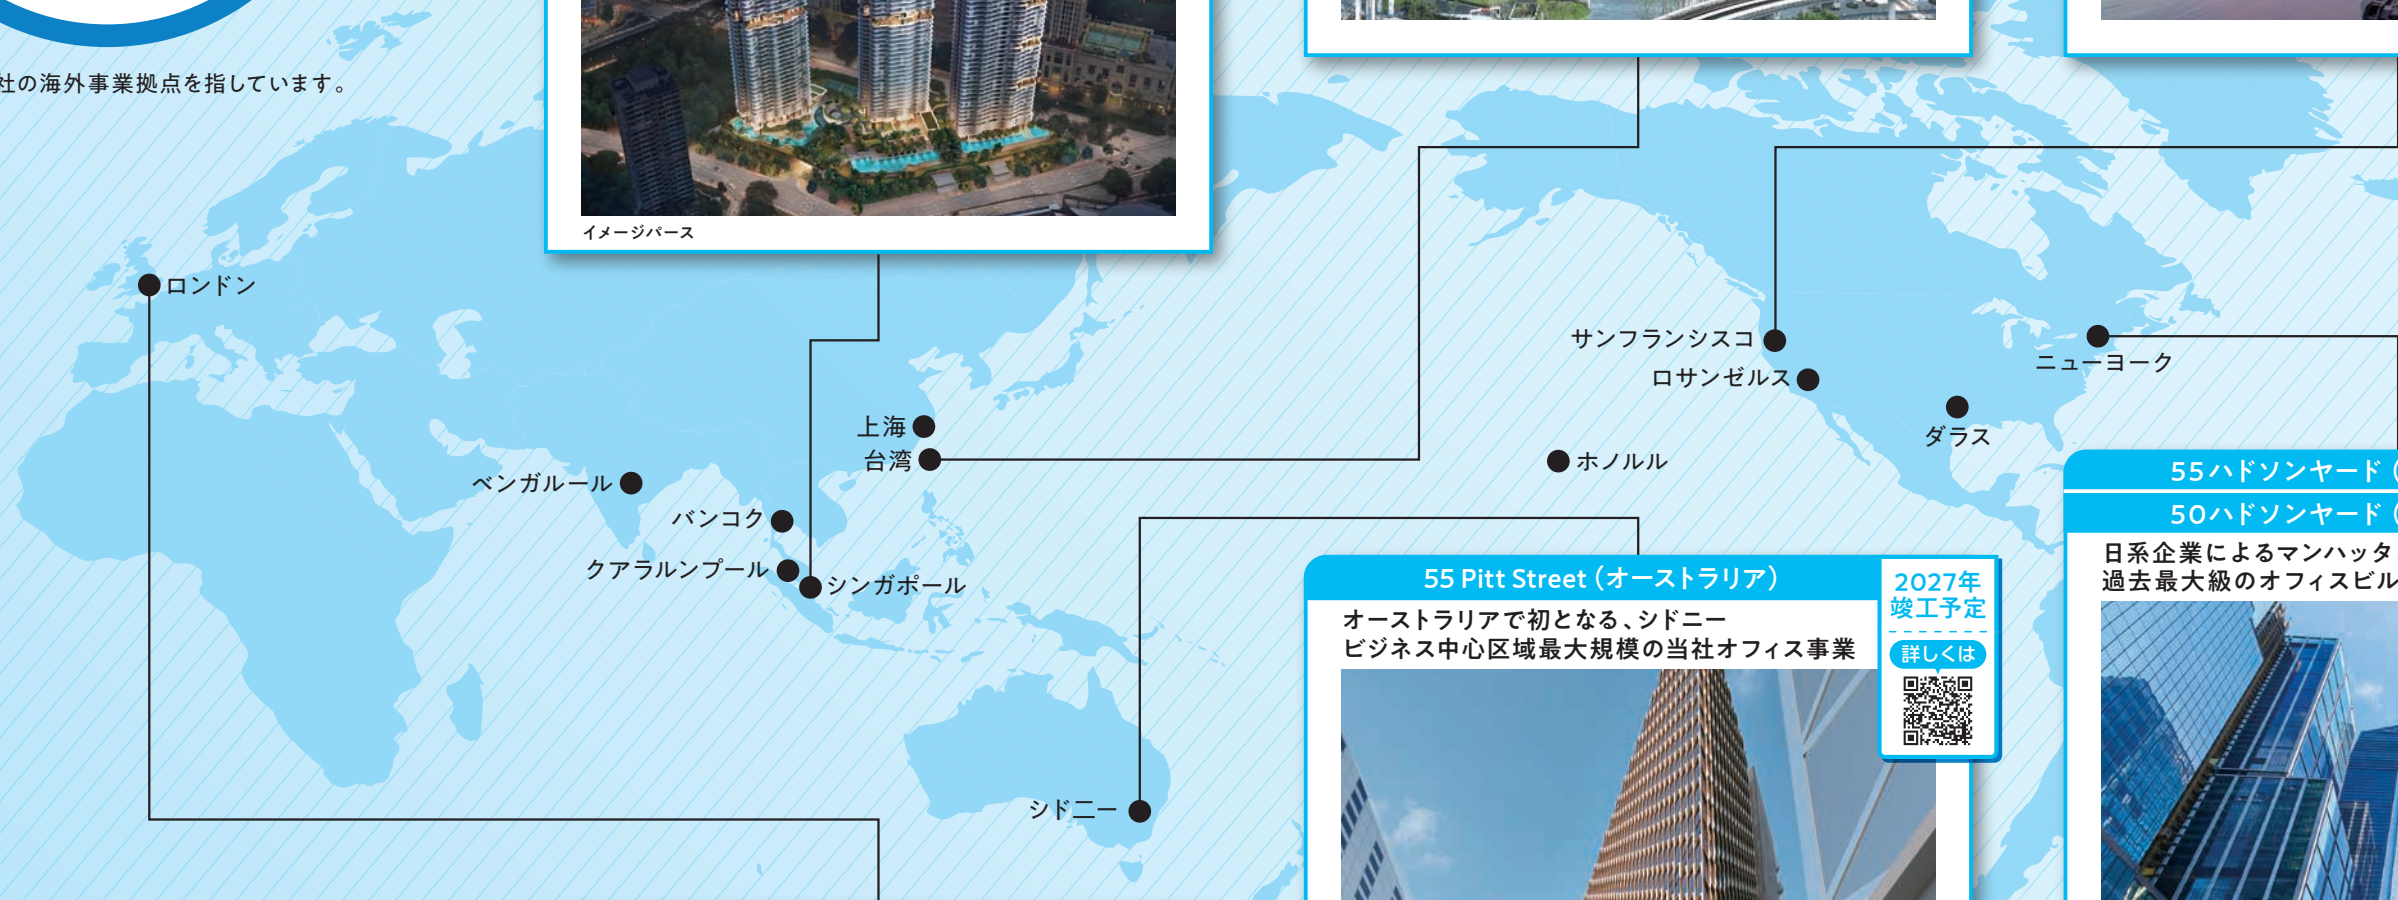 社の海外事業拠点を指しています。
イメージパース
ロンドン
サンフランシスコ
ニューヨーク
ロサンゼルス
上海
ダラス
台湾
ホノルル
ベンガルール
バンコク
クアラルンプール
シンガポール
シドニー
55 Pitt Street（オーストラリア）
2027年
竣工予定
詳しくは
オーストラリアで初となる、シドニー
ビジネス中心区域最大規模の当社オフィス事業
55ハドソンヤード（
50ハドソンヤード（
日系企業によるマンハッタ
過去最大級のオフィスビル